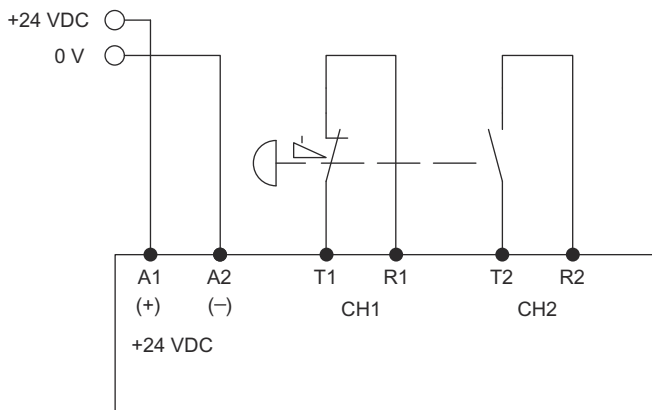 +24 VDC
0 V
A1 A2 T1 R1 T2 R2
(+) (−) CH1 CH2
+24 VDC